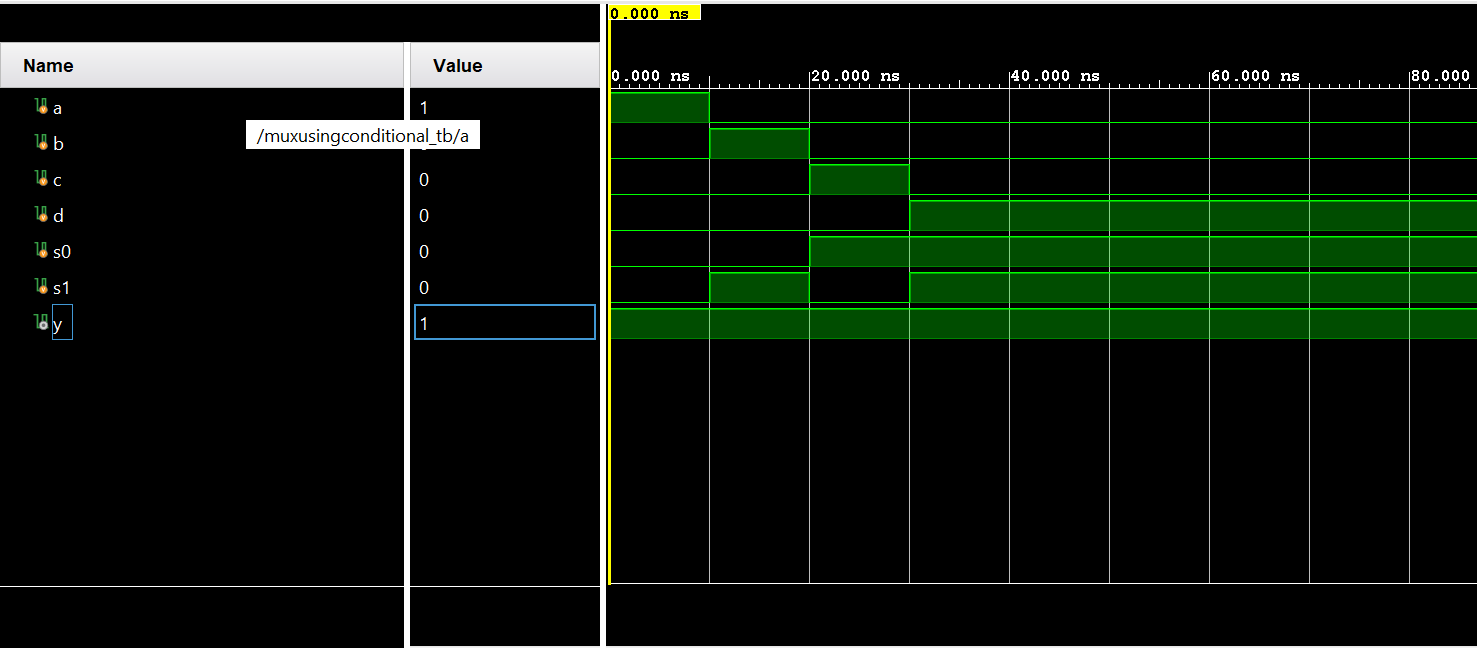 0.000 ns
Name Value
0.000 ns 20.000 ns 40.000 ns 60.000 ns 80.000
a 1
/muxusingconditional_tb/a
b
c 0
d 0
s0 0
s1 0
y 1